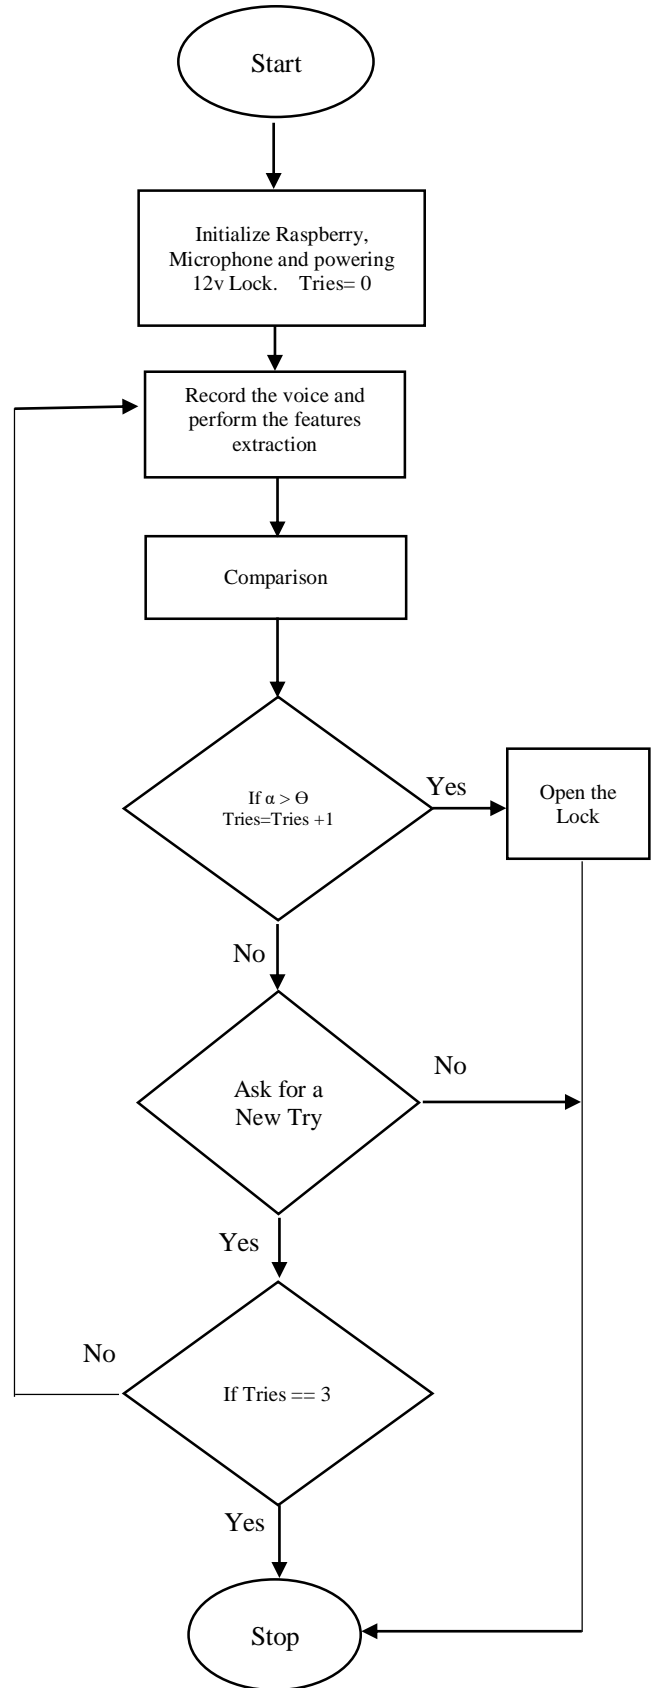 Start
Initialize Raspberry,
Microphone and powering
12v Lock. Tries= 0
Record the voice and
perform the features
extraction
Comparison
If α > Ө
Tries=Tries +1
Yes
Open the
Lock
No
Ask for a
New Try
No
Yes
If Tries == 3
No
Yes
Stop